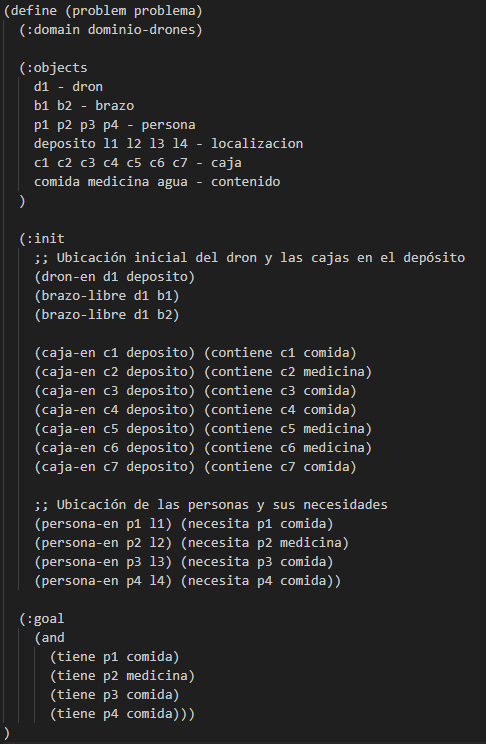 (define (problem problema)
  (:domain dominio-drones)

  (:objects
    d1 - dron
    b1 b2 - brazo
    p1 p2 p3 p4 - persona
    deposito l1 l2 l3 l4 - localizacion
    c1 c2 c3 c4 c5 c6 c7 - caja
    comida medicina agua - contenido
  )

  (:init
    ;; Ubicación inicial del dron y las cajas en el depósito
    (dron-en d1 deposito)
    (brazo-libre d1 b1)
    (brazo-libre d1 b2)

    (caja-en c1 deposito) (contiene c1 comida)
    (caja-en c2 deposito) (contiene c2 medicina)
    (caja-en c3 deposito) (contiene c3 comida)
    (caja-en c4 deposito) (contiene c4 comida)
    (caja-en c5 deposito) (contiene c5 medicina)
    (caja-en c6 deposito) (contiene c6 medicina)
    (caja-en c7 deposito) (contiene c7 comida)

    ;; Ubicación de las personas y sus necesidades
    (persona-en p1 l1) (necesita p1 comida)
    (persona-en p2 l2) (necesita p2 medicina)
    (persona-en p3 l3) (necesita p3 comida)
    (persona-en p4 l4) (necesita p4 comida))

  (:goal
    (and
      (tiene p1 comida)
      (tiene p2 medicina)
      (tiene p3 comida)
      (tiene p4 comida)))
)